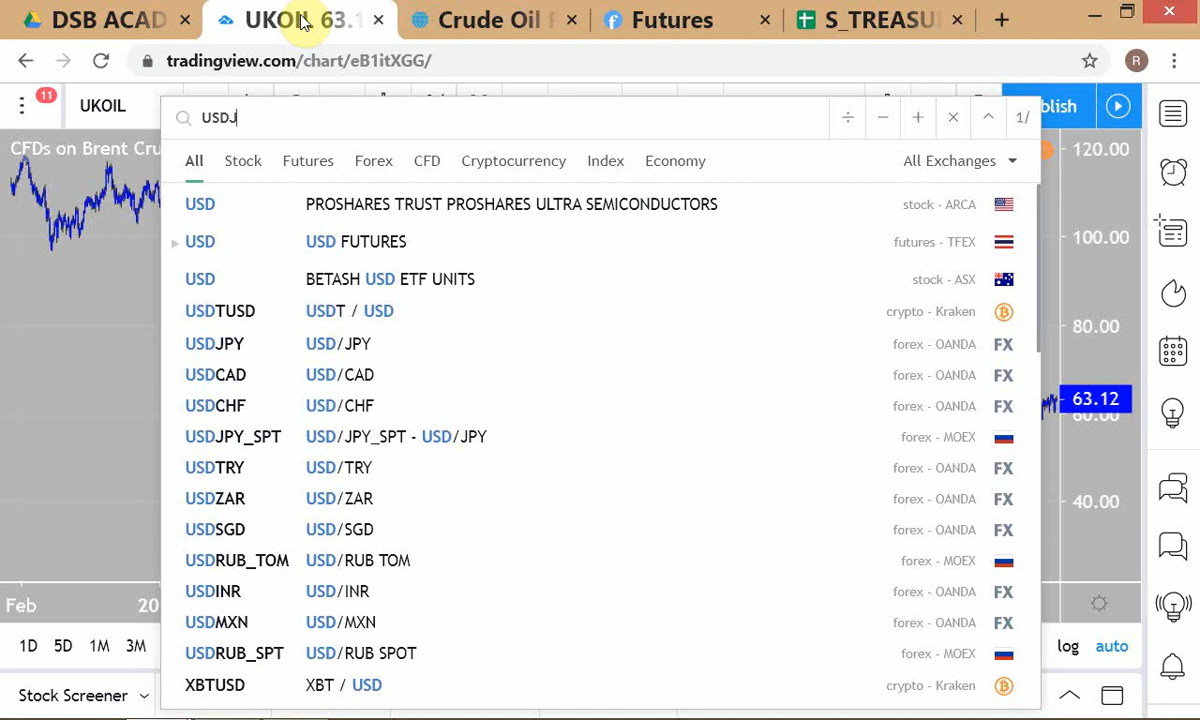 DSB ACAD
UKOIL 63.1
Crude Oil F
Futures
S_TREASU
tradingview.com/chart/eB1itXGG/
R
11
UKOIL
USDJ
1/
blish
All Stock Futures Forex CFD Cryptocurrency Index Economy All Exchanges
CFDs on Brent Cru
USD PROSHARES TRUST PROSHARES ULTRA SEMICONDUCTORS stock - ARCA
USD USD FUTURES futures - TFEX
USD BETASH USD ETF UNITS stock - ASX
USDTUSD USDT / USD crypto - Kraken
USDJPY USD/JPY forex - OANDA FX
USDCAD USD/CAD forex - OANDA FX
USDCHF USD/CHF forex - OANDA FX
USDJPY_SPT USD/JPY_SPT - USD/JPY forex - MOEX
USDTRY USD/TRY forex - OANDA FX
USDZAR USD/ZAR forex - OANDA FX
USDSGD USD/SGD forex - OANDA FX
USDRUB_TOM USD/RUB TOM forex - MOEX
USDINR USD/INR forex - OANDA FX
USDMXN USD/MXN forex - OANDA FX
USDRUB_SPT USD/RUB SPOT forex - MOEX
XBTUSD XBT / USD crypto - Kraken
120.00
100.00
80.00
63.12
60.00
40.00
Feb 20
1D 5D 1M 3M
log auto
Stock Screener